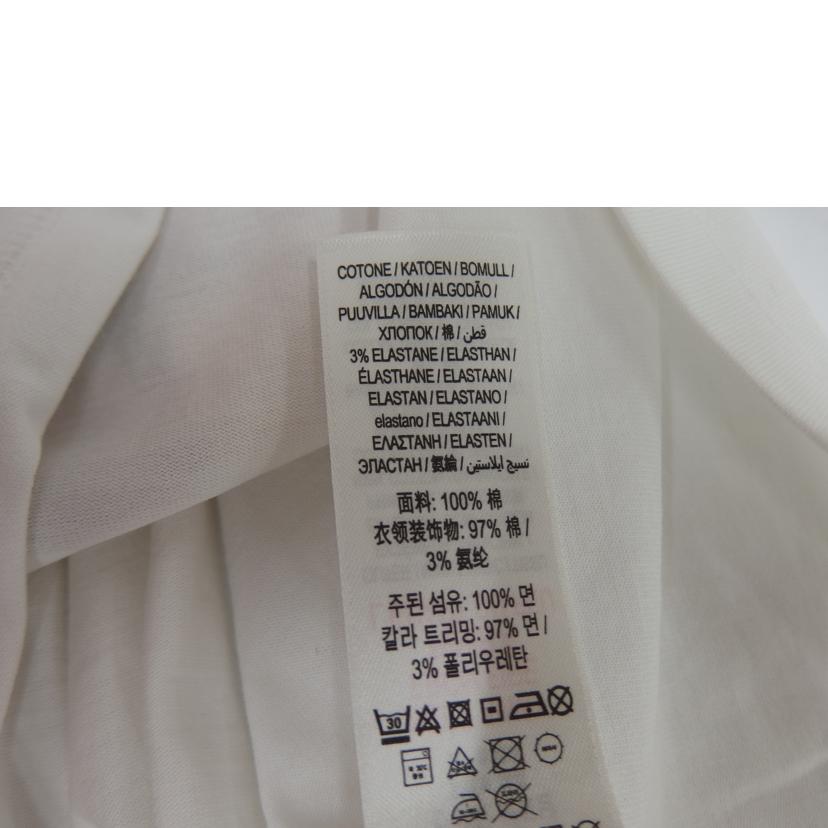 COTONE / KATOEN / BOMULL /
ALGODÓN / ALGODÃO /
PUUVILLA / BAMBAKI / PAMUK /
ХЛОПОК / 棉 / قطن
3% ELASTANE / ELASTHAN /
ÉLASTHANE / ELASTAAN /
ELASTAN / ELASTANO /
elastano / ELASTAANI /
ΕΛΑΣΤΑΝΗ / ELASTEN /
ЭЛАСТАН / 氨綸 / نسيج ايلاستين
面料: 100% 棉
衣领装饰物: 97% 棉 /
3% 氨纶
주된 섬유: 100% 면
칼라 트리밍: 97% 면 /
3% 폴리우레탄
30